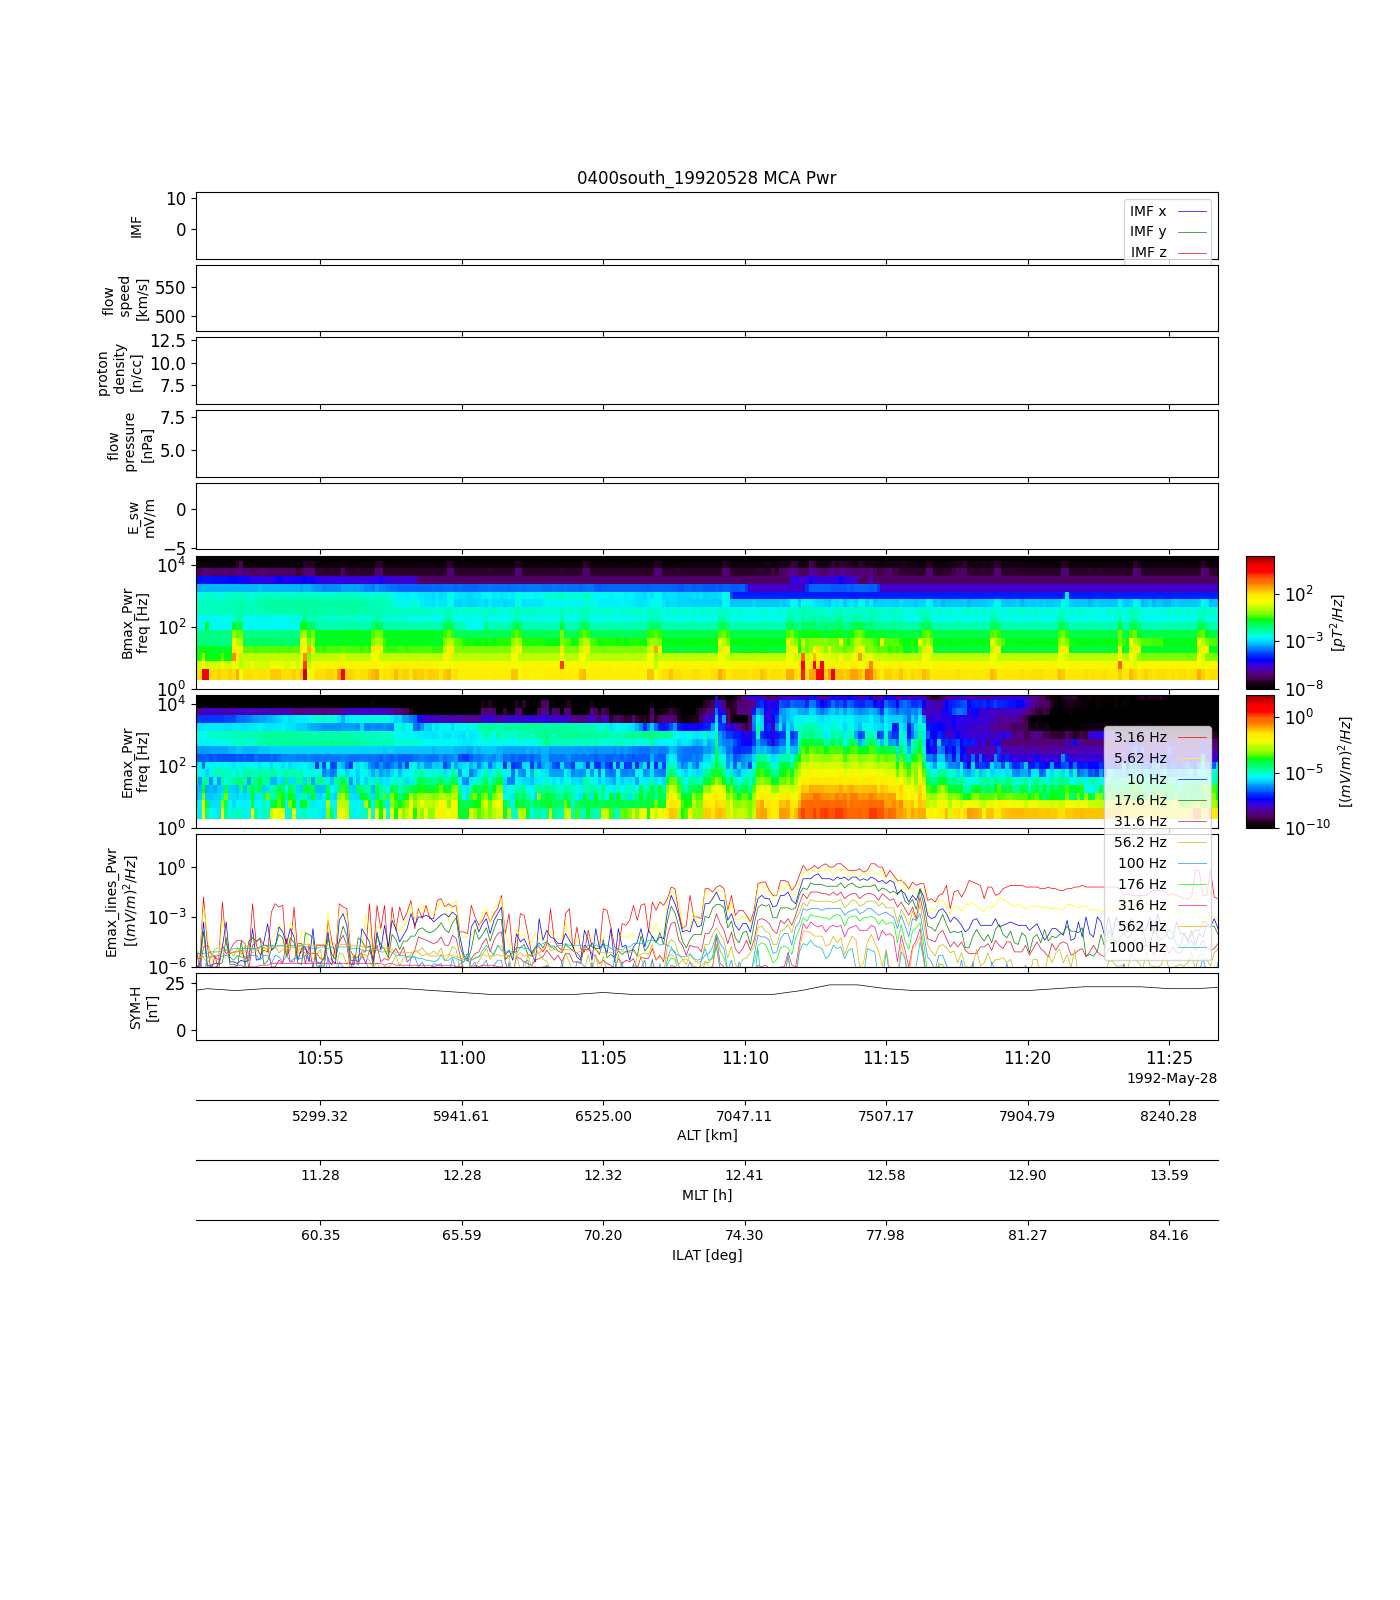 0400south_19920528 MCA Pwr
IMF
10
0
IMF x
IMF y
IMF z
flow
speed
[km/s]
550
500
proton
density
[n/cc]
12.5
10.0
7.5
flow
pressure
[nPa]
7.5
5.0
E_sw
mV/m
0
−5
Bmax_Pwr
freq [Hz]
10^4
10^2
10^0
10^2
10^−3
10^−8
[pT^2/Hz]
Emax_Pwr
freq [Hz]
10^4
10^2
10^0
10^0
10^−5
10^−10
[(mV/m)^2/Hz]
3.16 Hz
5.62 Hz
10 Hz
17.6 Hz
31.6 Hz
56.2 Hz
100 Hz
176 Hz
316 Hz
562 Hz
1000 Hz
Emax_lines_Pwr
[(mV/m)^2/Hz]
10^0
10^−3
10^−6
SYM-H
[nT]
25
0
10:55 11:00 11:05 11:10 11:15 11:20 11:25
1992-May-28
5299.32 5941.61 6525.00 7047.11 7507.17 7904.79 8240.28
ALT [km]
11.28 12.28 12.32 12.41 12.58 12.90 13.59
MLT [h]
60.35 65.59 70.20 74.30 77.98 81.27 84.16
ILAT [deg]